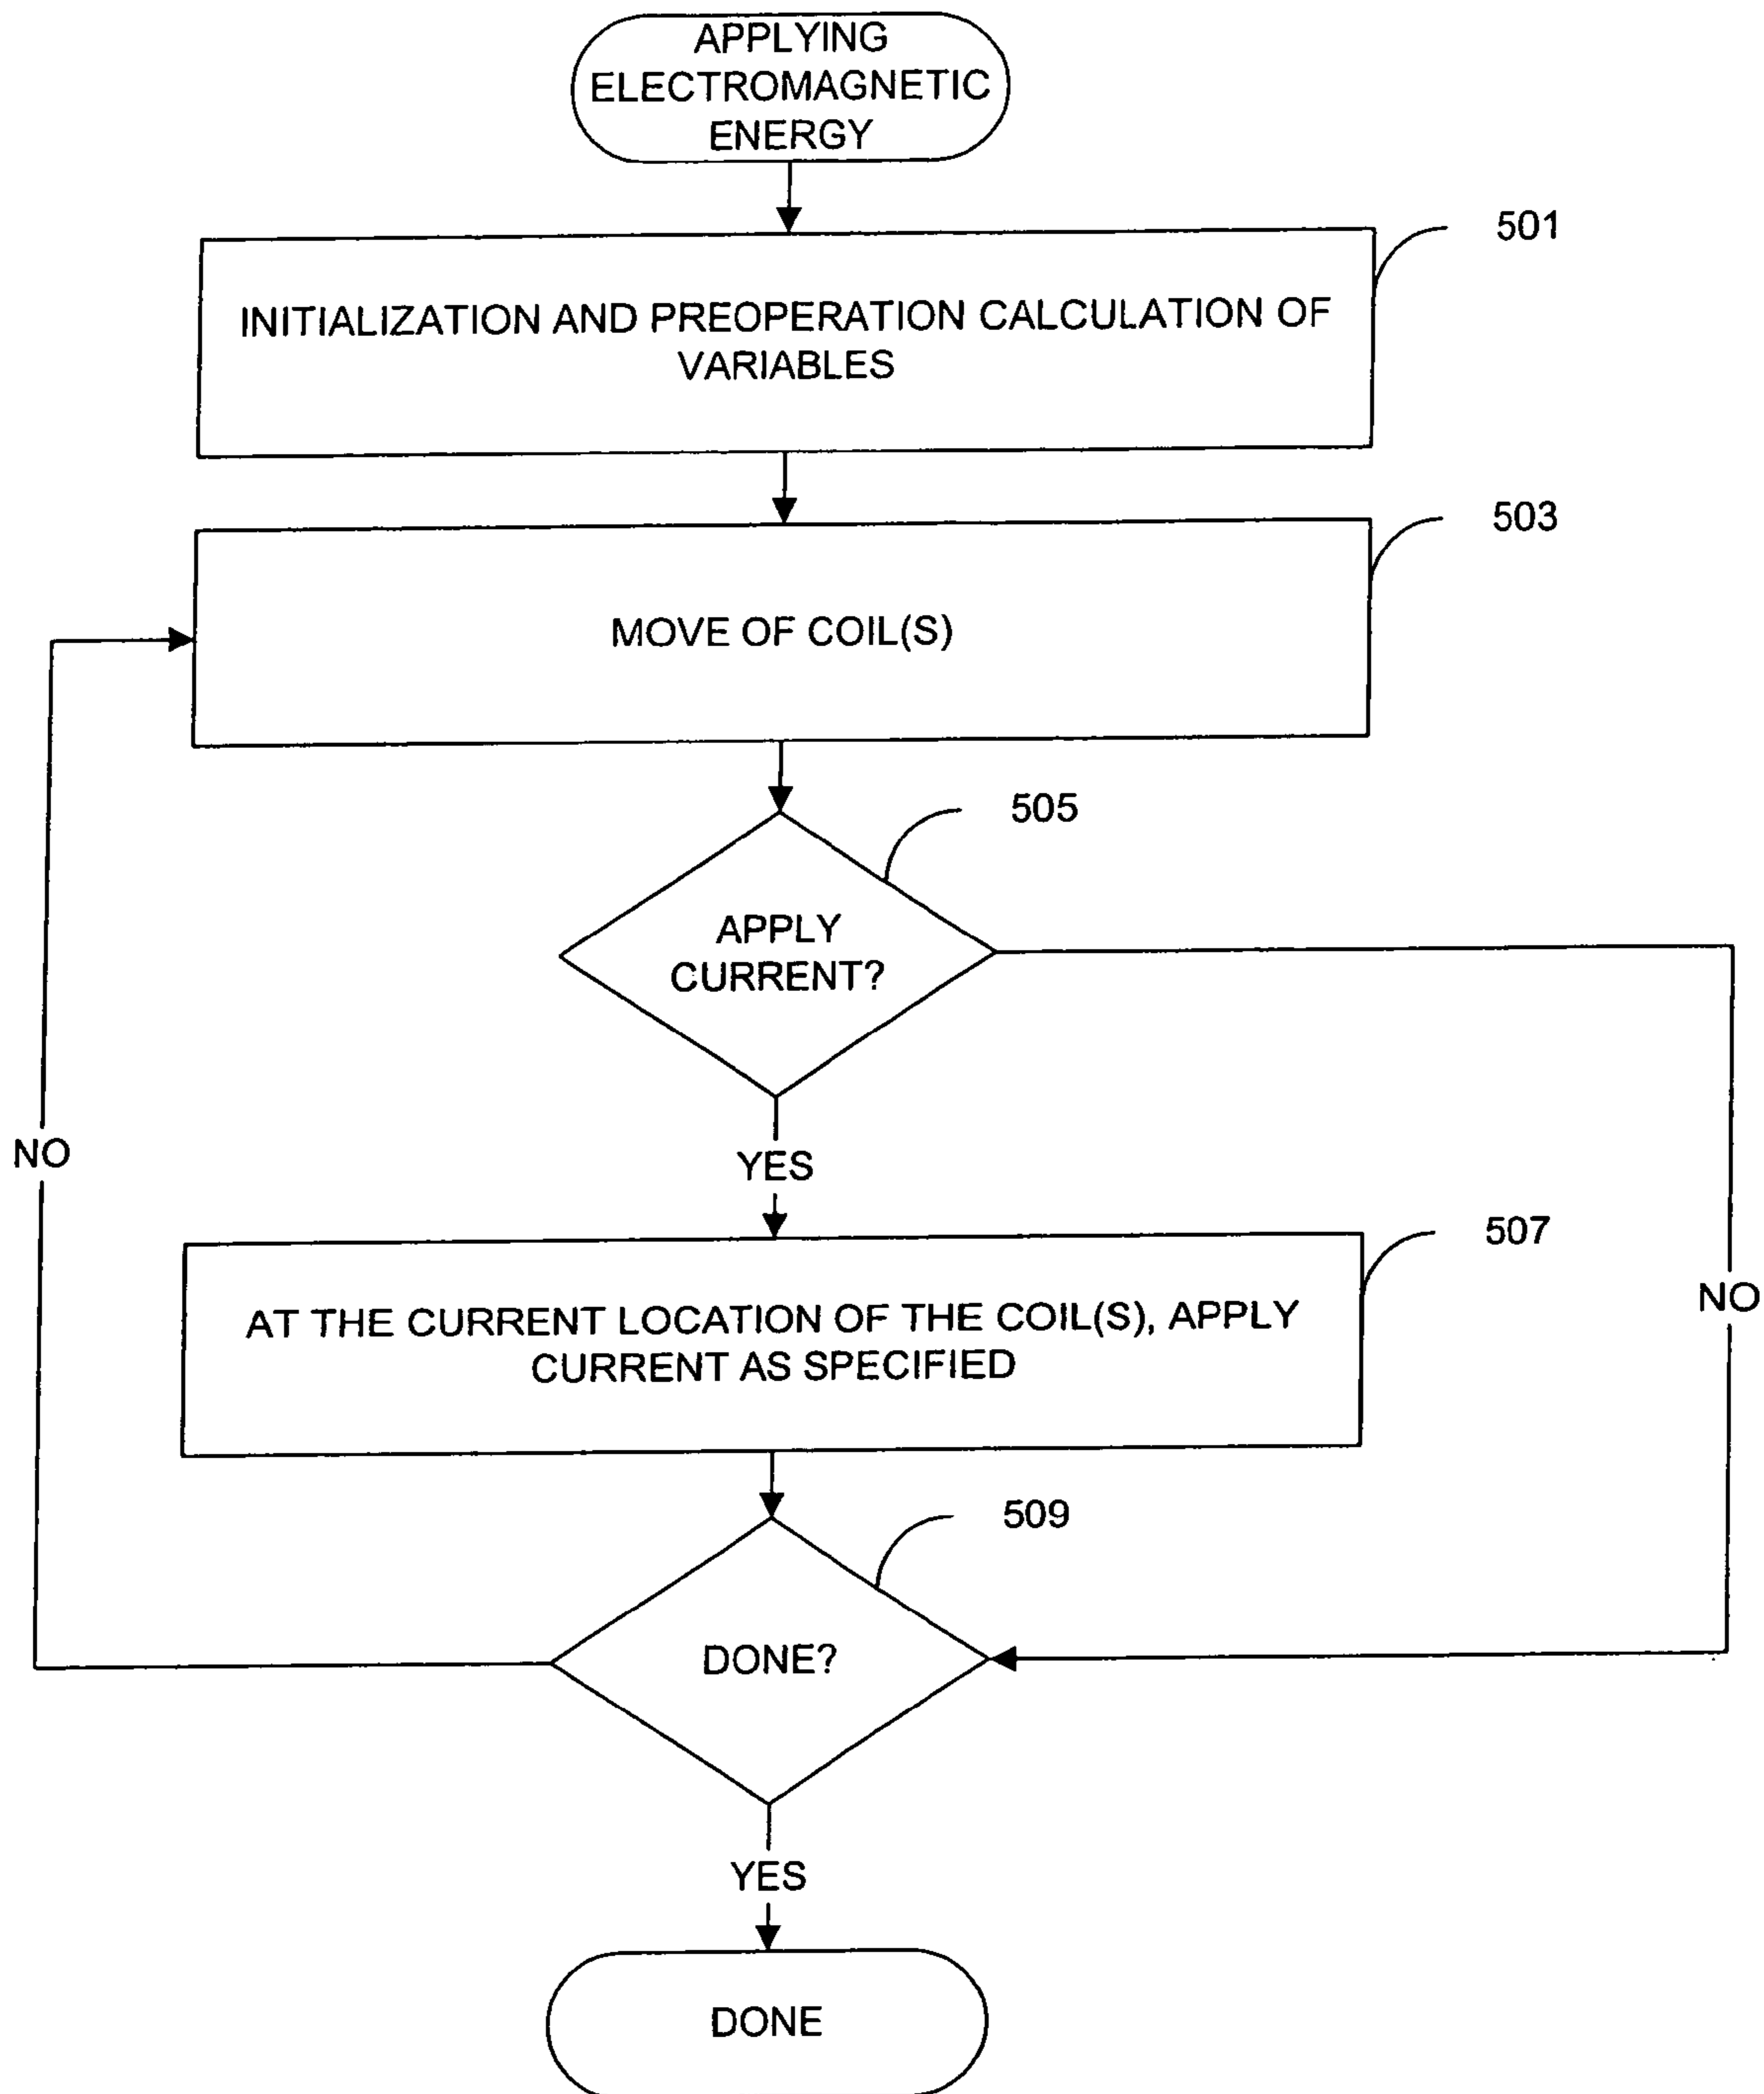 APPLYING
ELECTROMAGNETIC
ENERGY
501
INITIALIZATION AND PREOPERATION CALCULATION OF
VARIABLES
503
MOVE OF COIL(S)
505
APPLY
CURRENT?
NO
YES
507
NO
AT THE CURRENT LOCATION OF THE COIL(S), APPLY
CURRENT AS SPECIFIED
509
DONE?
YES
DONE